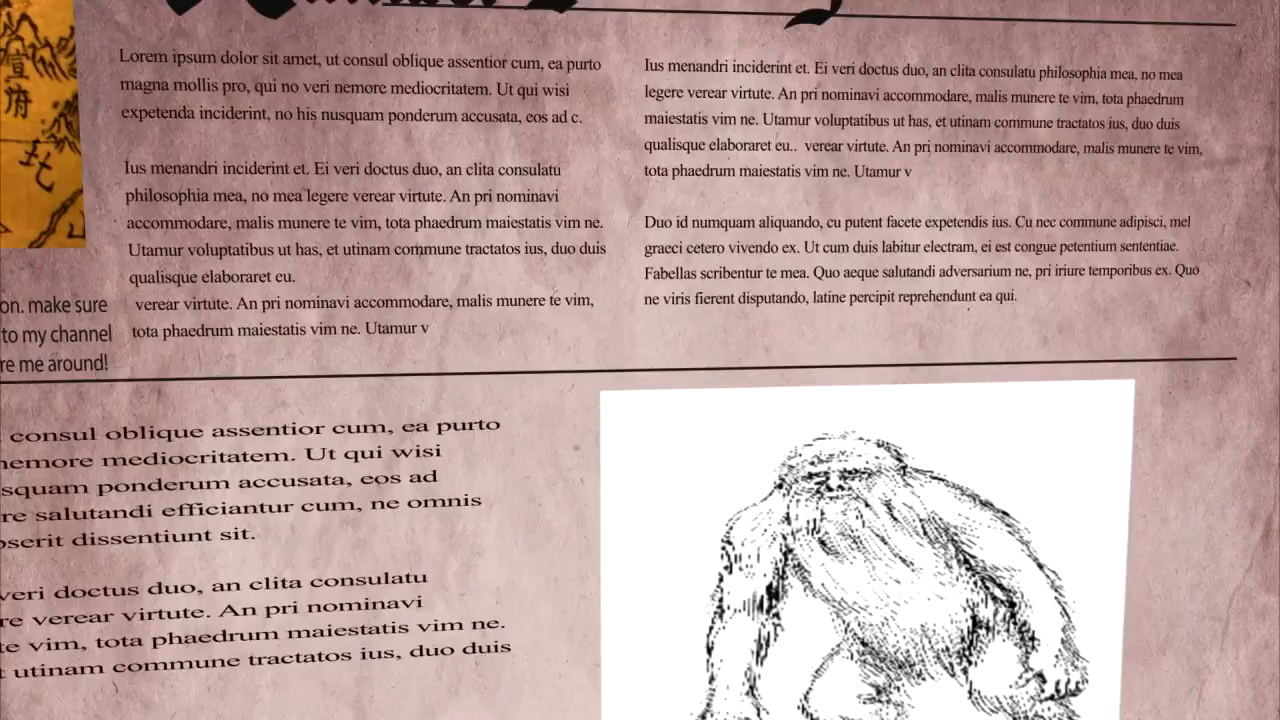 宣
府
北
Lorem ipsum dolor sit amet, ut consul oblique assentior cum, ea purto
magna mollis pro, qui no veri nemore mediocritatem. Ut qui wisi
expetenda inciderint, no his nusquam ponderum accusata, eos ad c.
Ius menandri inciderint et. Ei veri doctus duo, an clita consulatu
philosophia mea, no mea legere verear virtute. An pri nominavi
accommodare, malis munere te vim, tota phaedrum maiestatis vim ne.
Utamur voluptatibus ut has, et utinam commune tractatos ius, duo duis
qualisque elaboraret eu.
verear virtute. An pri nominavi accommodare, malis munere te vim,
tota phaedrum maiestatis vim ne. Utamur v
Ius menandri inciderint et. Ei veri doctus duo, an clita consulatu philosophia mea, no mea
legere verear virtute. An pri nominavi accommodare, malis munere te vim, tota phaedrum
maiestatis vim ne. Utamur voluptatibus ut has, et utinam commune tractatos ius, duo duis
qualisque elaboraret eu.. verear virtute. An pri nominavi accommodare, malis munere te vim,
tota phaedrum maiestatis vim ne. Utamur v
Duo id numquam aliquando, cu putent facete expetendis ius. Cu nec commune adipisci, mel
graeci cetero vivendo ex. Ut cum duis labitur electram, ei est congue petentium sententiae.
Fabellas scribentur te mea. Quo aeque salutandi adversarium ne, pri iriure temporibus ex. Quo
ne viris fierent disputando, latine percipit reprehendunt ea qui.
on. make sure
to my channel
re me around!
consul oblique assentior cum, ea purto
nemore mediocritatem. Ut qui wisi
squam ponderum accusata, eos ad
re salutandi efficiantur cum, ne omnis
oserit dissentiunt sit.
veri doctus duo, an clita consulatu
re verear virtute. An pri nominavi
te vim, tota phaedrum maiestatis vim ne.
t utinam commune tractatos ius, duo duis